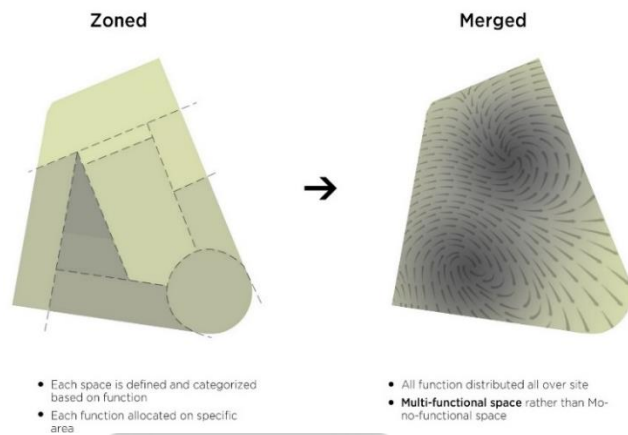 Zoned
Merged
• Each space is defined and categorized
based on function
• Each function allocated on specific
area
• All function distributed all over site
• Multi-functional space rather than Mo-
no-functional space